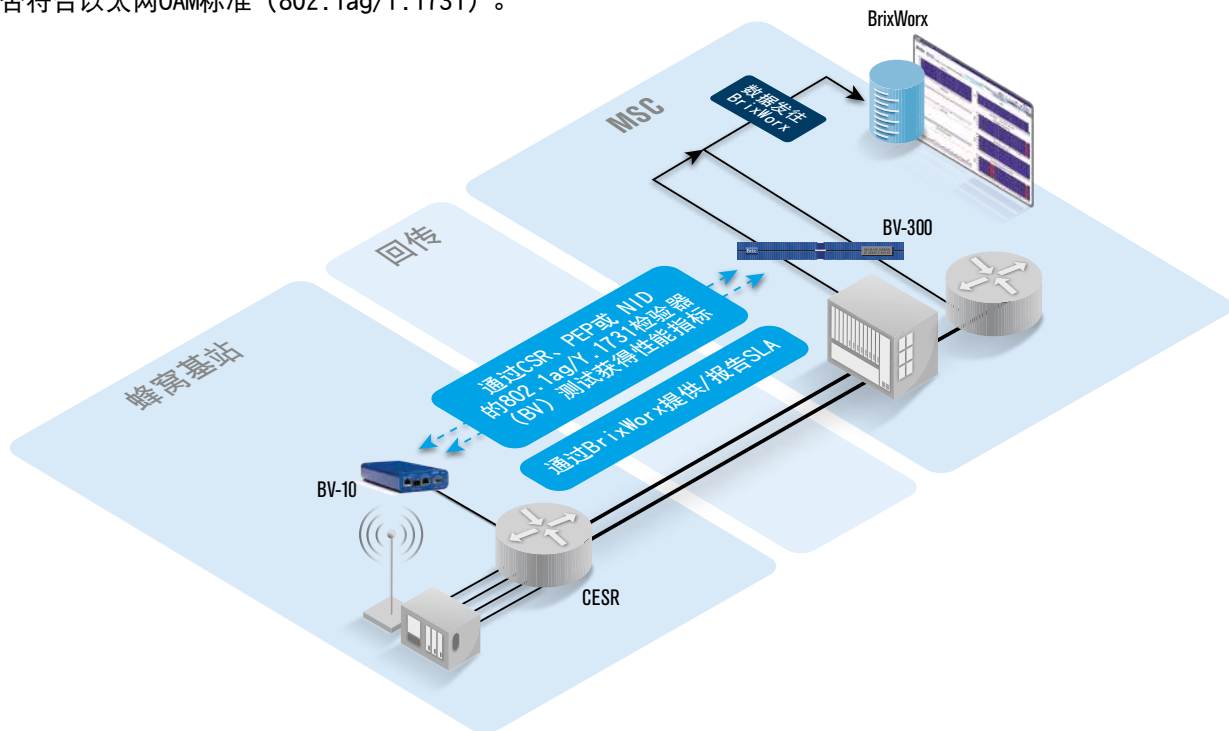 否符合以太网OAM标准（802.1ag/Y.1731）。
BrixWorx
MSC
数据发往
BrixWorx
回传
BV-300
通过CSR、PEP或 NID
的802.1ag/Y.1731检验器
（BV）测试获得性能指标
通过BrixWorx提供/报告SLA
蜂窝基站
BV-10
CESR